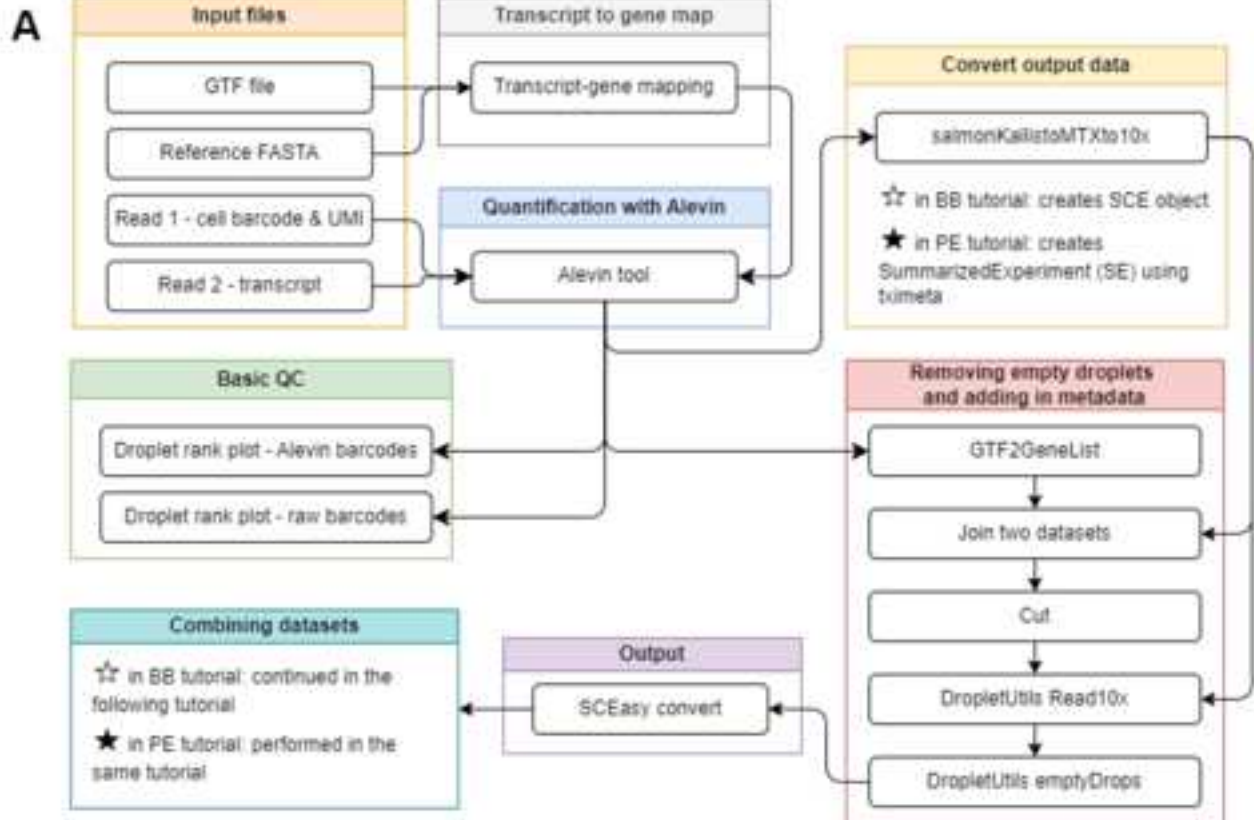 A
Input files
GTF file
Reference FASTA
Read 1 - cell barcode & UMI
Read 2 - transcript
Transcript to gene map
Transcript-gene mapping
Quantification with Alevin
Alevin tool
Convert output data
salmonKallistoMTXto10x
☆ in BB tutorial: creates SCE object
★ in PE tutorial: creates
SummarizedExperiment (SE) using
tximeta
Basic QC
Droplet rank plot - Alevin barcodes
Droplet rank plot - raw barcodes
Removing empty droplets
and adding in metadata
GTF2GeneList
Join two datasets
Cut
DropletUtils Read10x
DropletUtils emptyDrops
Output
SCEasy convert
Combining datasets
☆ in BB tutorial: continued in the
following tutorial
★ in PE tutorial: performed in the
same tutorial